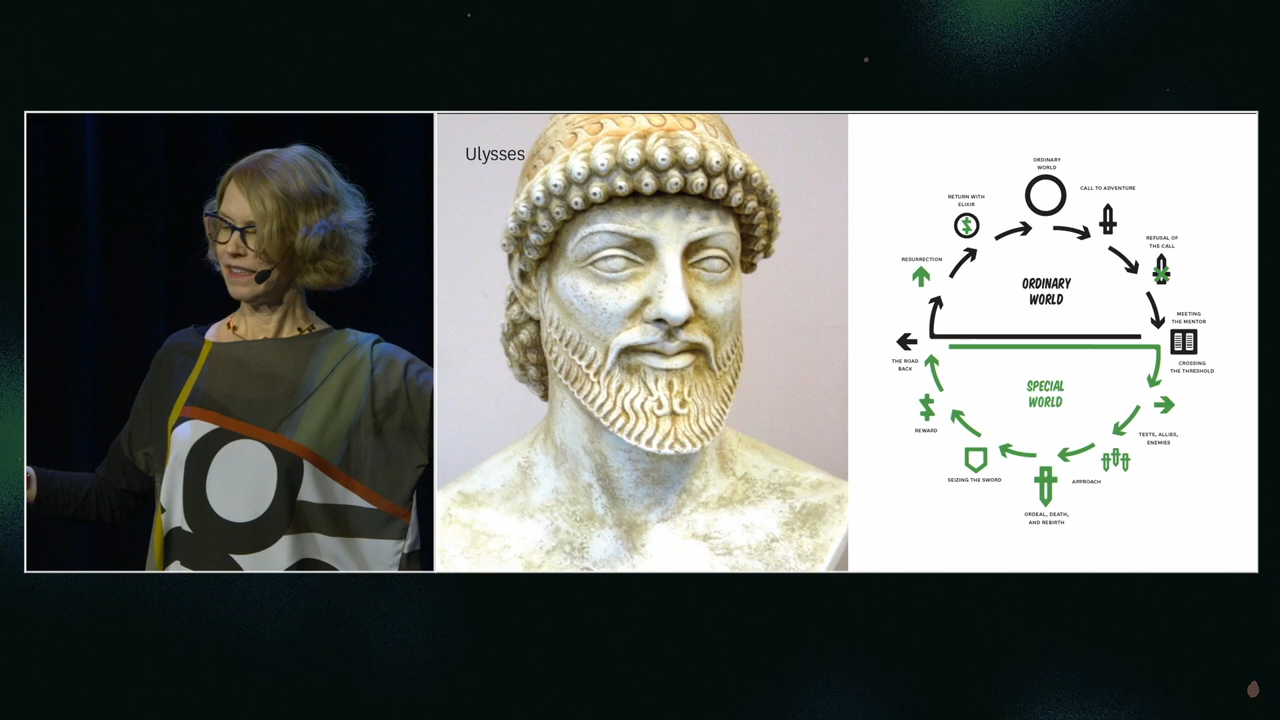 Ulysses
ORDINARY
WORLD
CALL TO ADVENTURE
RETURN WITH
ELIXIR
REFUSAL OF
THE CALL
RESURRECTION
ORDINARY
WORLD
MEETING
THE MENTOR
THE ROAD
BACK
CROSSING
THE THRESHOLD
SPECIAL
WORLD
REWARD
TESTS, ALLIES,
ENEMIES
SEIZING THE SWORD
APPROACH
ORDEAL, DEATH,
AND REBIRTH